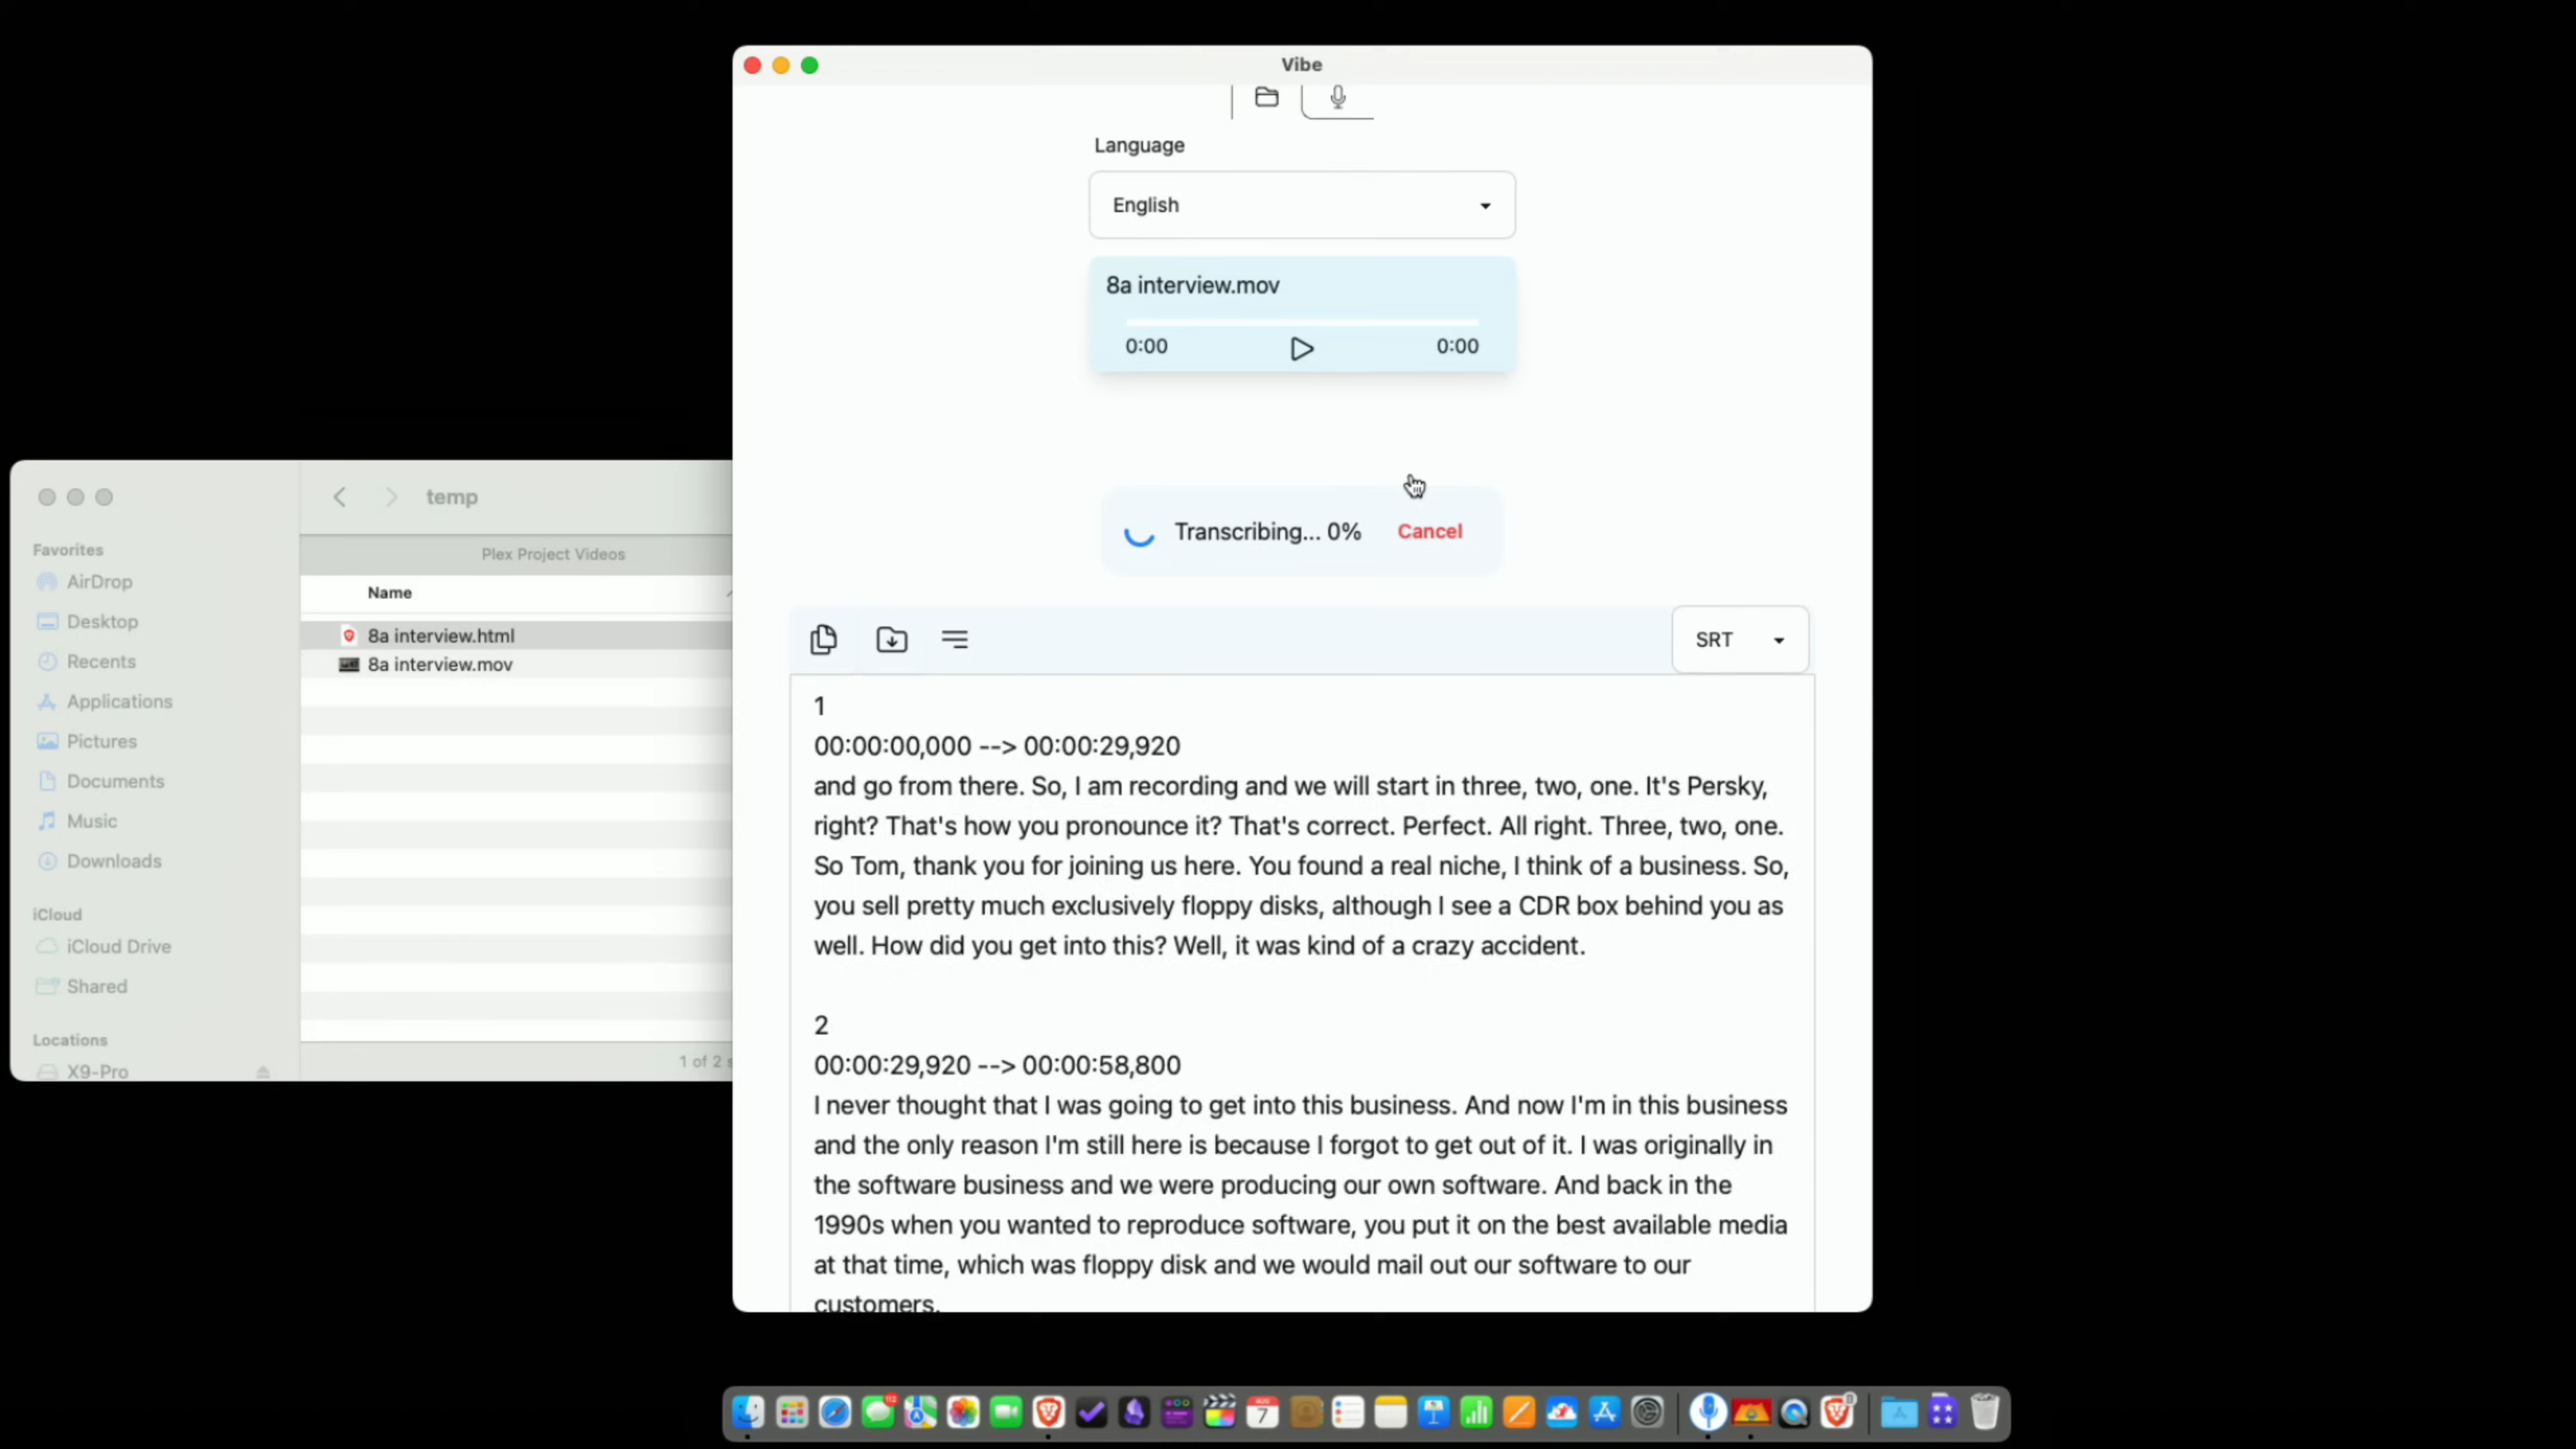 Vibe
Language
English
8a interview.mov
0:00
0:00
Transcribing... 0%
Cancel
SRT
1
00:00:00,000 --> 00:00:29,920
and go from there. So, I am recording and we will start in three, two, one. It's Persky,
right? That's how you pronounce it? That's correct. Perfect. All right. Three, two, one.
So Tom, thank you for joining us here. You found a real niche, I think of a business. So,
you sell pretty much exclusively floppy disks, although I see a CDR box behind you as
well. How did you get into this? Well, it was kind of a crazy accident.
2
00:00:29,920 --> 00:00:58,800
I never thought that I was going to get into this business. And now I'm in this business
and the only reason I'm still here is because I forgot to get out of it. I was originally in
the software business and we were producing our own software. And back in the
1990s when you wanted to reproduce software, you put it on the best available media
at that time, which was floppy disk and we would mail out our software to our
customers.
temp
Favorites
AirDrop
Desktop
Recents
Applications
Pictures
Documents
Music
Downloads
iCloud
iCloud Drive
Shared
Locations
X9-Pro
Plex Project Videos
Name
8a interview.html
8a interview.mov
1 of 2 s
7